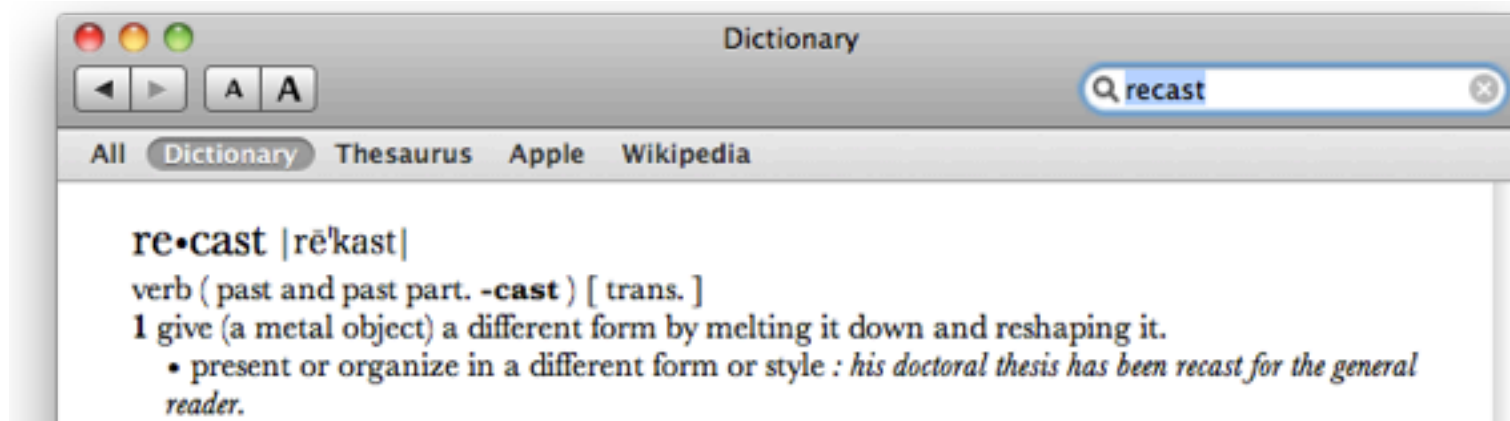 Dictionary
A A
recast
All Dictionary Thesaurus Apple Wikipedia
re•cast |rē'kast|
verb ( past and past part. -cast ) [ trans. ]
1 give (a metal object) a different form by melting it down and reshaping it.
• present or organize in a different form or style : his doctoral thesis has been recast for the general
reader.